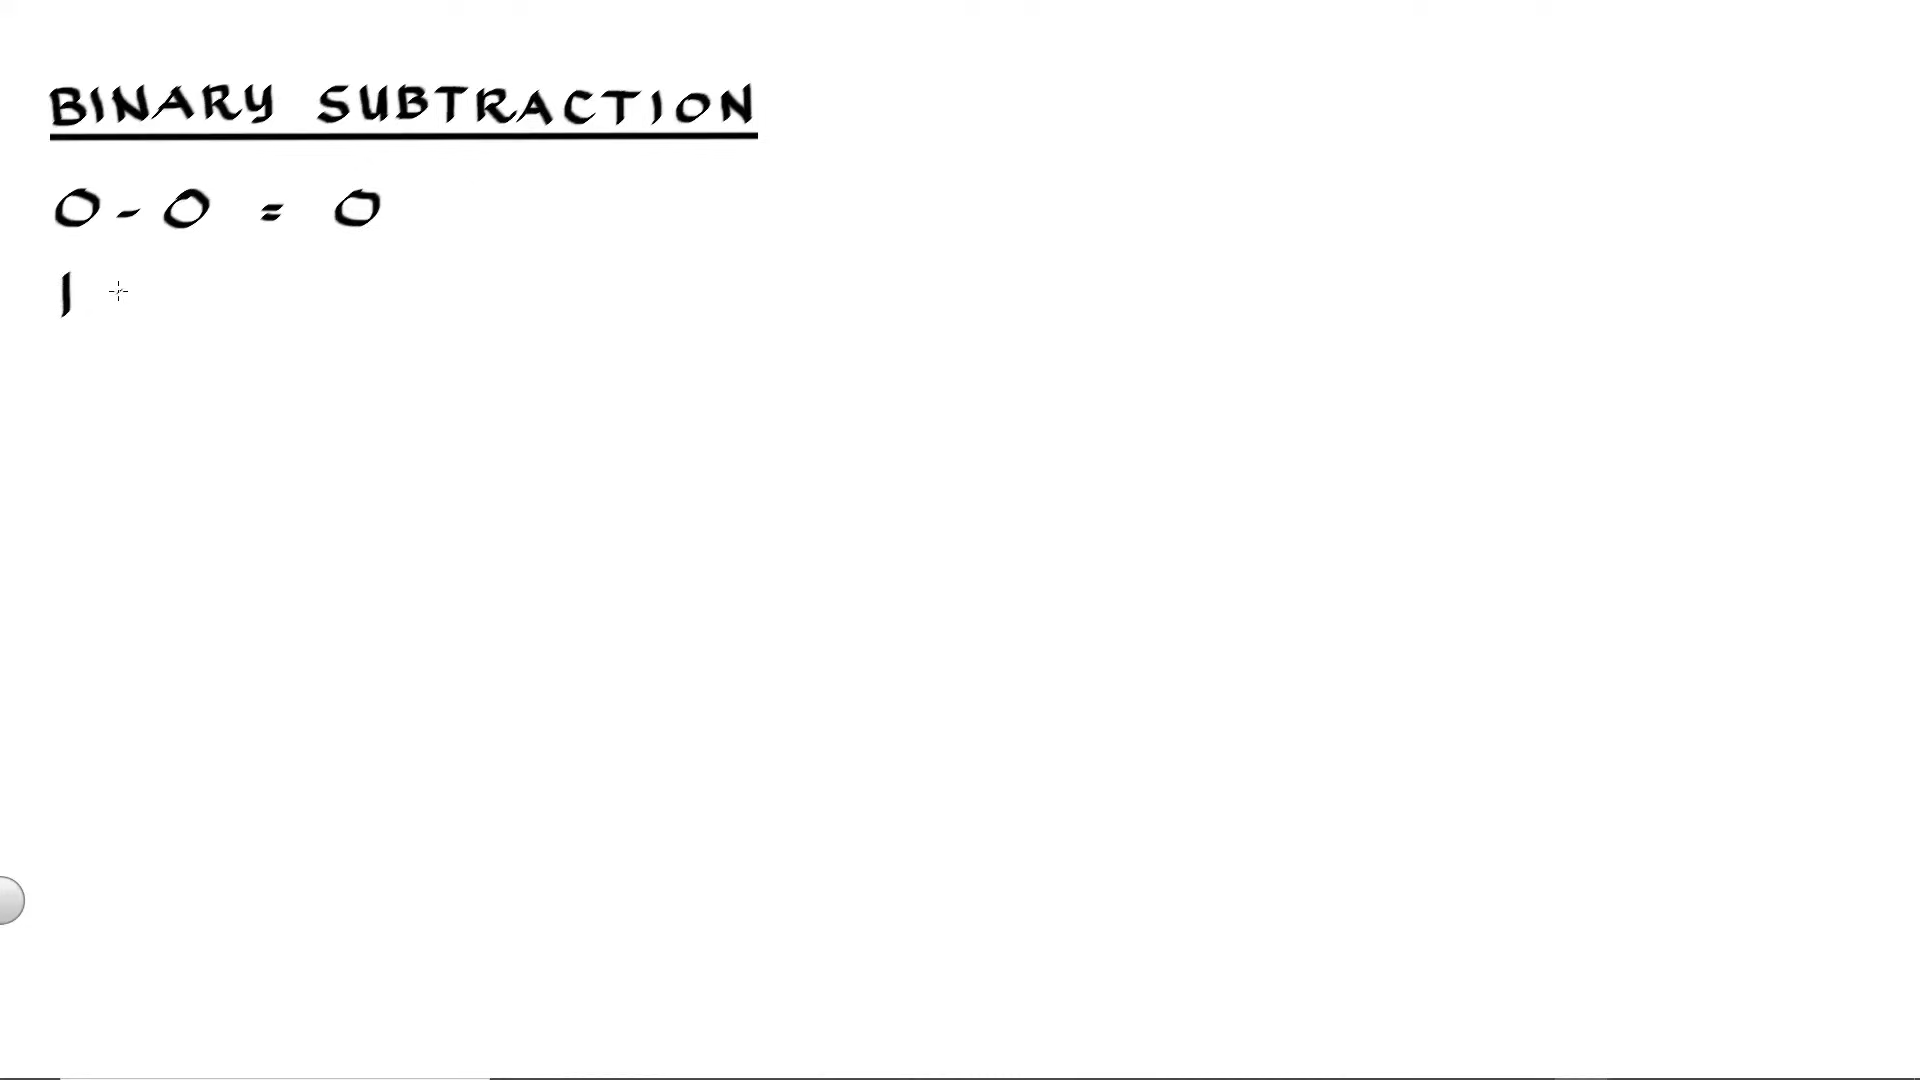 BINARY SUBTRACTION
0 - 0 = 0
1